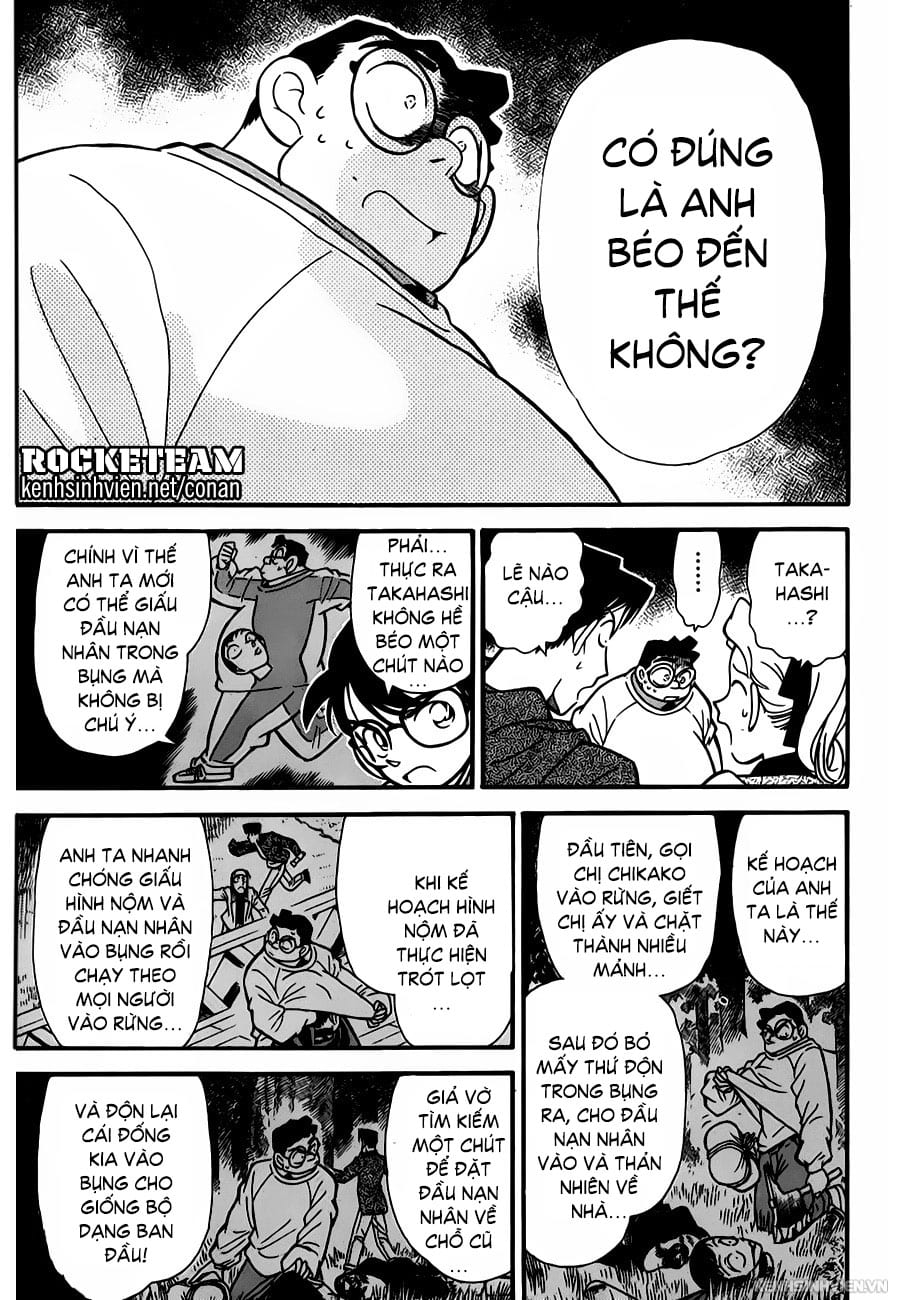 CÓ ĐÚNG
LÀ ANH
BÉO ĐẾN
THẾ
KHÔNG?
ROCKETEAM
kenhsinhvien.net/conan
TAKA-
HASHI
...?
.......
LẼ NÀO
CẬU...
PHẢI...
THỰC RA
TAKAHASHI
KHÔNG HỀ
BÉO MỘT
CHÚT NÀO
...
CHÍNH VÌ THẾ
ANH TA MỚI
CÓ THỂ GIẤU
ĐẦU NẠN
NHÂN TRONG
BỤNG MÀ
KHÔNG BỊ
CHÚ Ý...
KẾ HOẠCH
CỦA ANH
TA LÀ THẾ
NÀY...
ĐẦU TIÊN, GỌI
CHỊ CHIKAKO
VÀO RỪNG, GIẾT
CHỊ ẤY VÀ CHẶT
THÀNH NHIỀU
MẢNH...
SAU ĐÓ BỎ
MẤY THỨ ĐỘN
TRONG BỤNG
RA, CHO ĐẦU
NẠN NHÂN
VÀO VÀ THẢN
NHIÊN VỀ
NHÀ...
KHI KẾ
HOẠCH HÌNH
NỘM ĐÃ
THỰC HIỆN
TRÓT LỌT
...
ANH TA NHANH
CHÓNG GIẤU
HÌNH NỘM VÀ
ĐẦU NẠN NHÂN
VÀO BỤNG RỒI
CHẠY THEO
MỌI NGƯỜI
VÀO RỪNG...
GIẢ VỜ
TÌM KIẾM
MỘT CHÚT
ĐỂ ĐẶT
ĐẦU NẠN
NHÂN VỀ
CHỖ CŨ
...
VÀ ĐỘN LẠI
CÁI ĐỐNG
KIA VÀO
BỤNG CHO
GIỐNG BỘ
DẠNG BAN
ĐẦU!
KENHSINHVIEN.VN